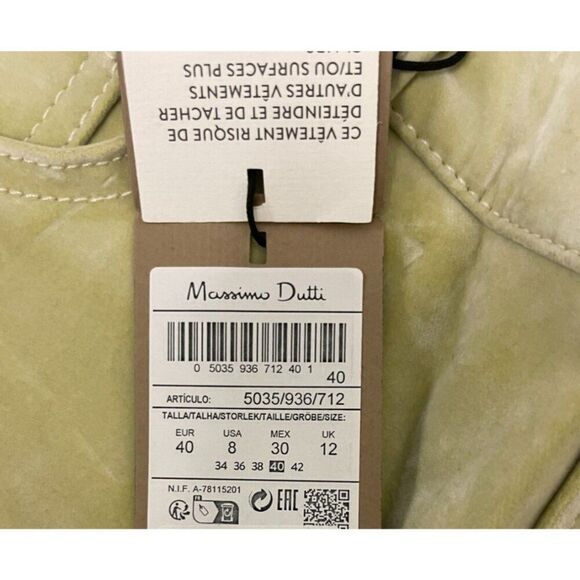 CE VÊTEMENT RISQUE DE
DÉTEINDRE ET DE TACHER
D'AUTRES VÊTEMENTS
ET/OU SURFACES PLUS
Massimo Dutti
0 5035 936 712 40 1
40
ARTÍCULO: 5035/936/712
TALLA/TALHA/STORLEK/TAILLE/GRÖBE/SIZE:
EUR USA MEX UK
40 8 30 12
34 36 38 40 42
N.I.F. A-78115201
FR
EAC